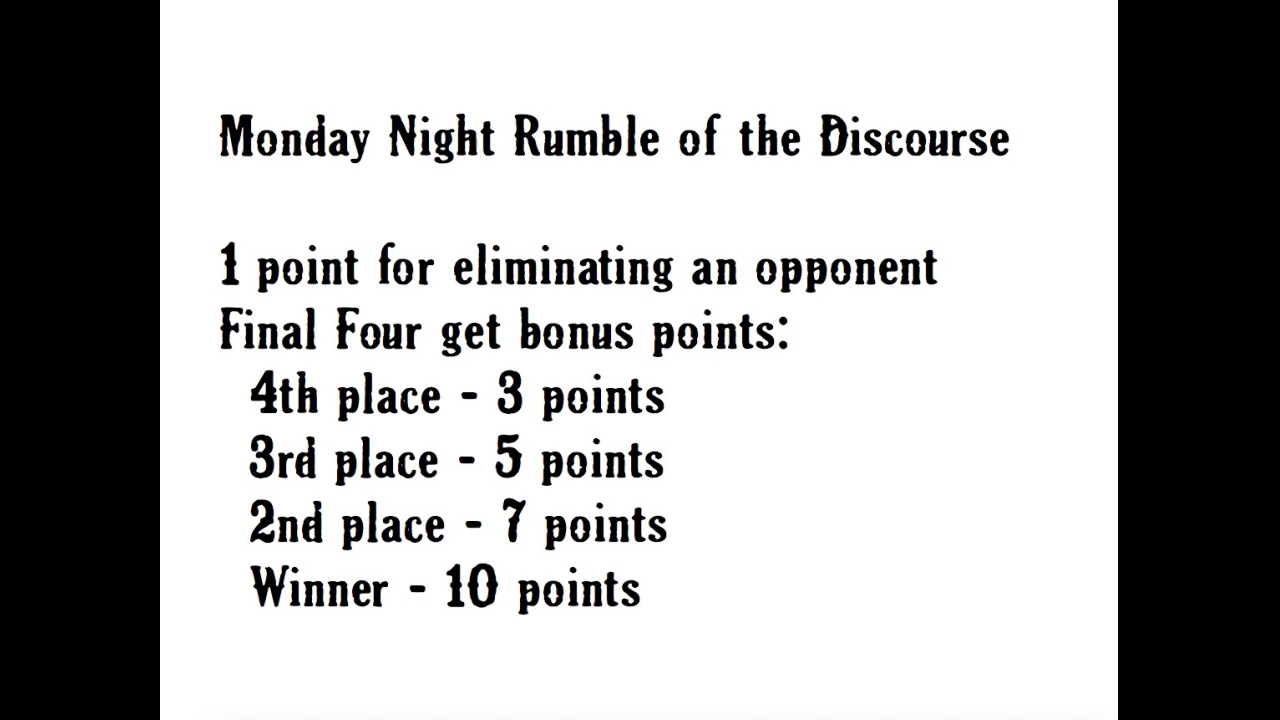 Monday Night Rumble of the Discourse
1 point for eliminating an opponent
Final Four get bonus points:
4th place - 3 points
3rd place - 5 points
2nd place - 7 points
Winner - 10 points